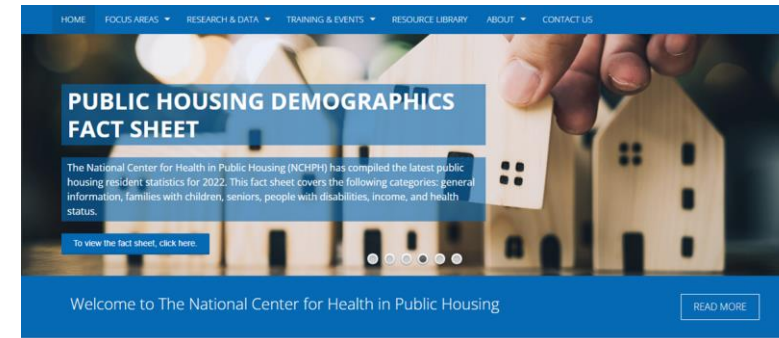 HOME FOCUS AREAS RESEARCH & DATA TRAINING & EVENTS RESOURCE LIBRARY ABOUT CONTACT US
PUBLIC HOUSING DEMOGRAPHICS
FACT SHEET
The National Center for Health in Public Housing (NCHPH) has compiled the latest public
housing resident statistics for 2022. This fact sheet covers the following categories: general
information, families with children, seniors, people with disabilities, income, and health
status.
To view the fact sheet, click here.
Welcome to The National Center for Health in Public Housing
READ MORE